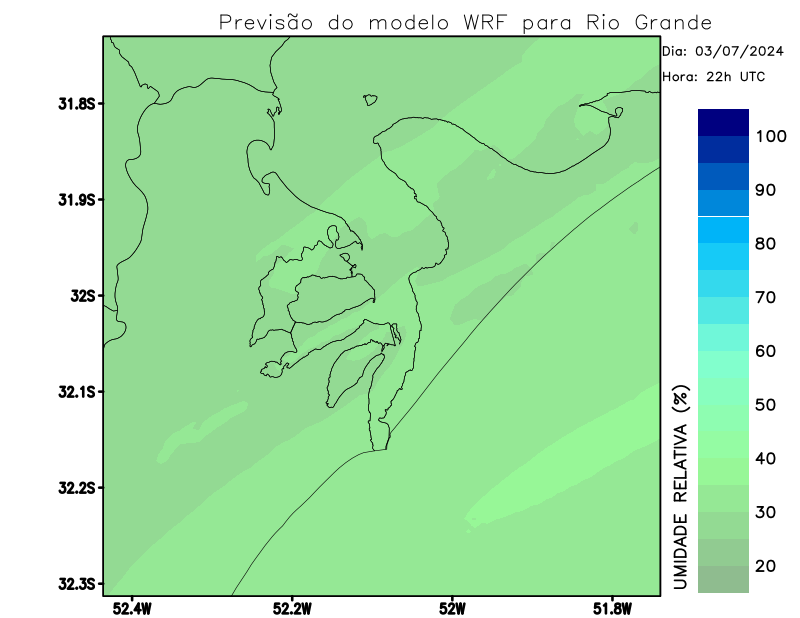 Previsão do modelo WRF para Rio Grande
Dia: 03/07/2024
Hora: 22h UTC
31.8S
31.9S
32S
32.1S
32.2S
32.3S
52.4W
52.2W
52W
51.8W
100
90
80
70
60
50
40
30
20
UMIDADE RELATIVA (%)